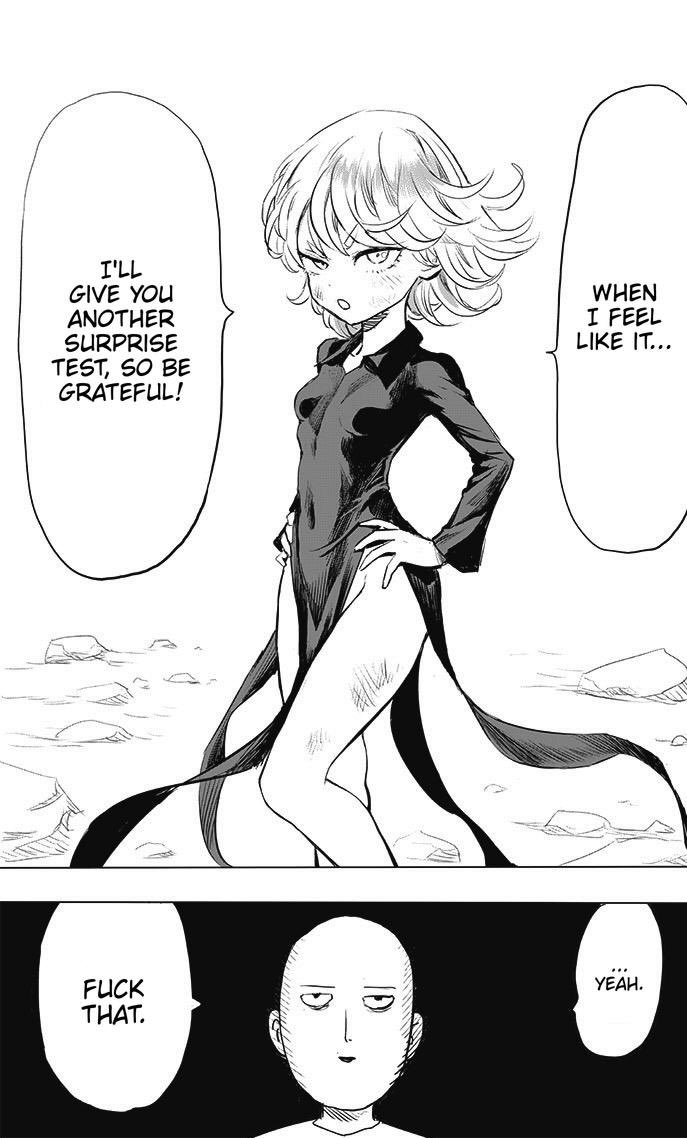 WHEN
I FEEL
LIKE IT...
I'LL
GIVE YOU
ANOTHER
SURPRISE
TEST, SO BE
GRATEFUL!
...
YEAH.
FUCK
THAT.